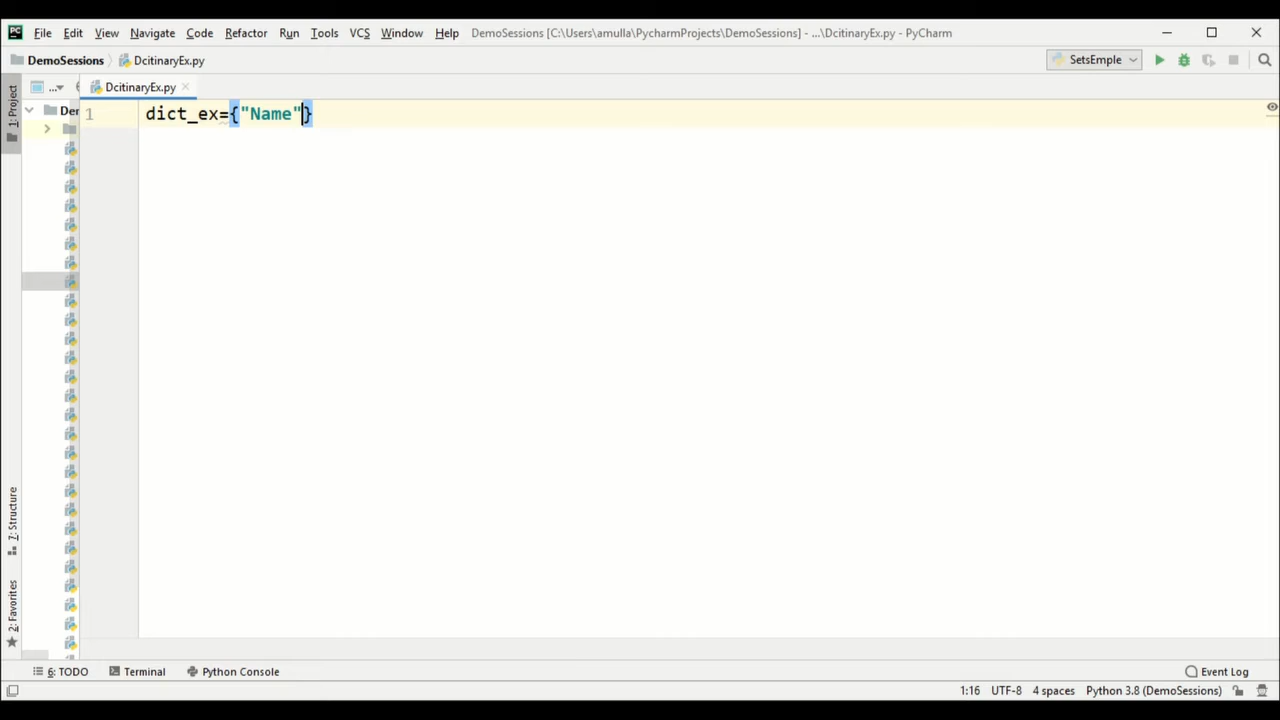 PC File Edit View Navigate Code Refactor Run Tools VCS Window Help DemoSessions [C:\Users\amulla\PycharmProjects\DemoSessions] - ...\DcitinaryEx.py - PyCharm
DemoSessions DcitinaryEx.py SetsEmple
1: Project ... DcitinaryEx.py
Der
1 dict_ex={"Name"}
7: Structure
2: Favorites
6: TODO Terminal Python Console Event Log
1:16 UTF-8 4 spaces Python 3.8 (DemoSessions)